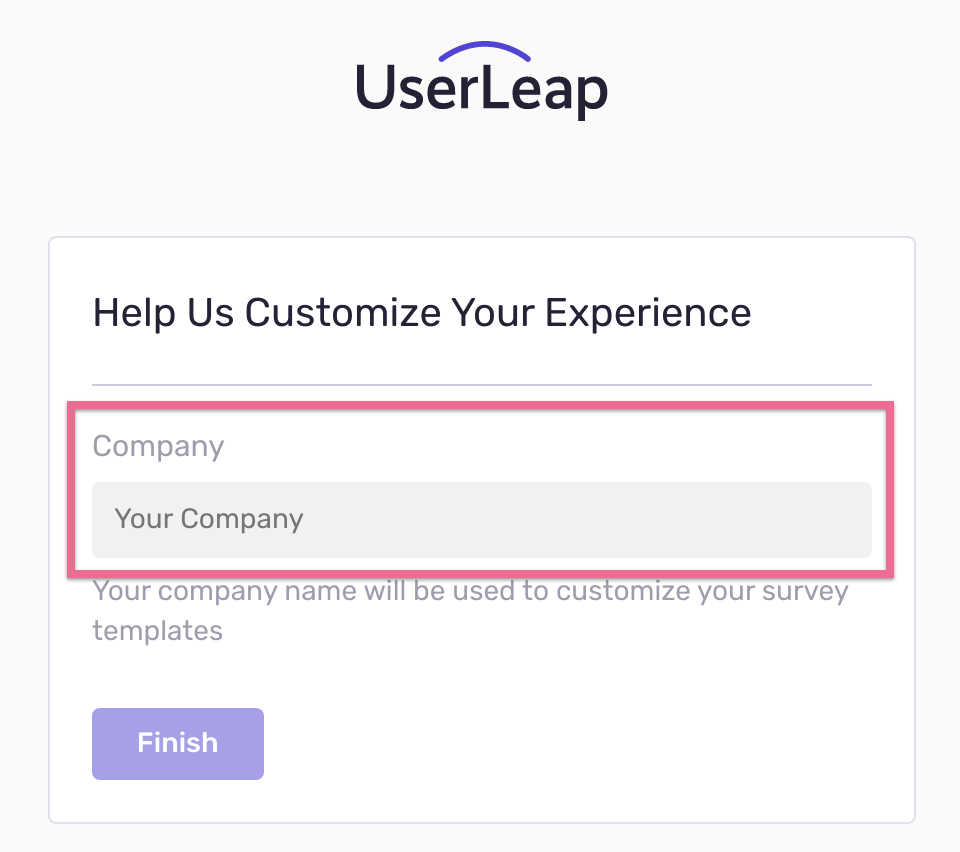 UserLeap
Help Us Customize Your Experience
Company
Your Company
Your company name will be used to customize your survey
templates
Finish